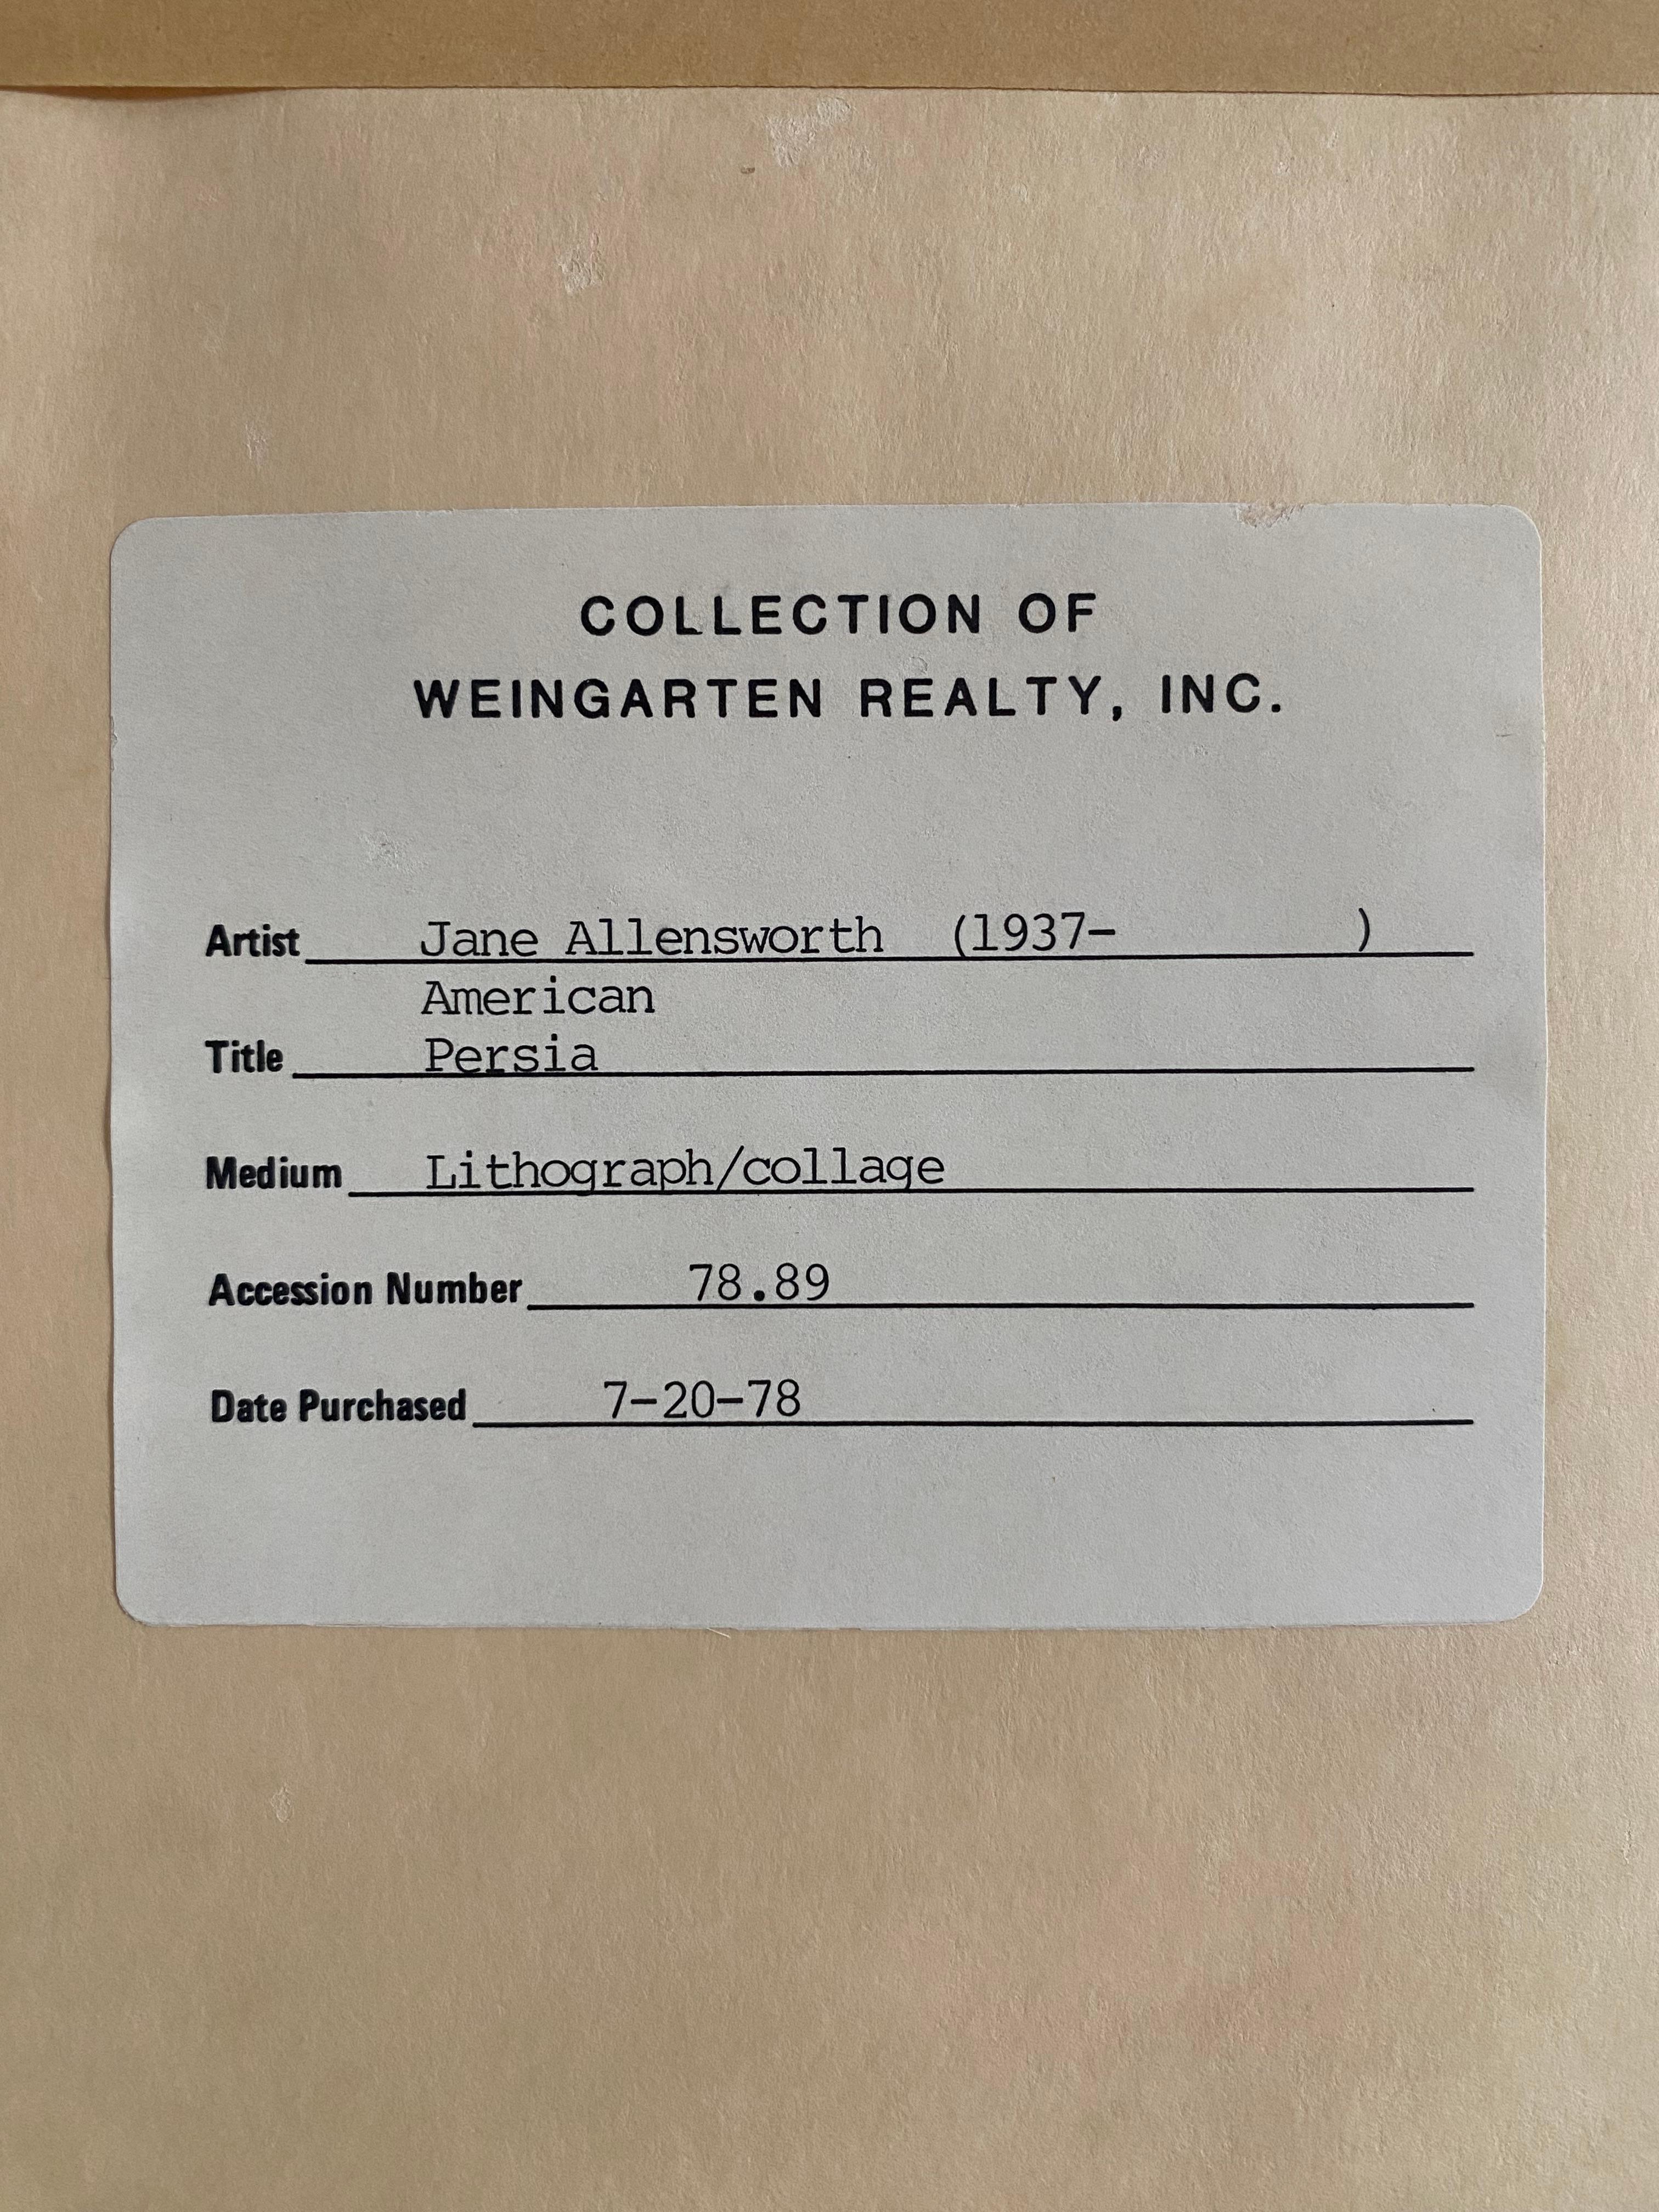 COLLECTION OF
WEINGARTEN REALTY, INC.
Artist Jane Allensworth (1937- )
American
Title Persia
Medium Lithograph/collage
Accession Number 78.89
Date Purchased 7-20-78